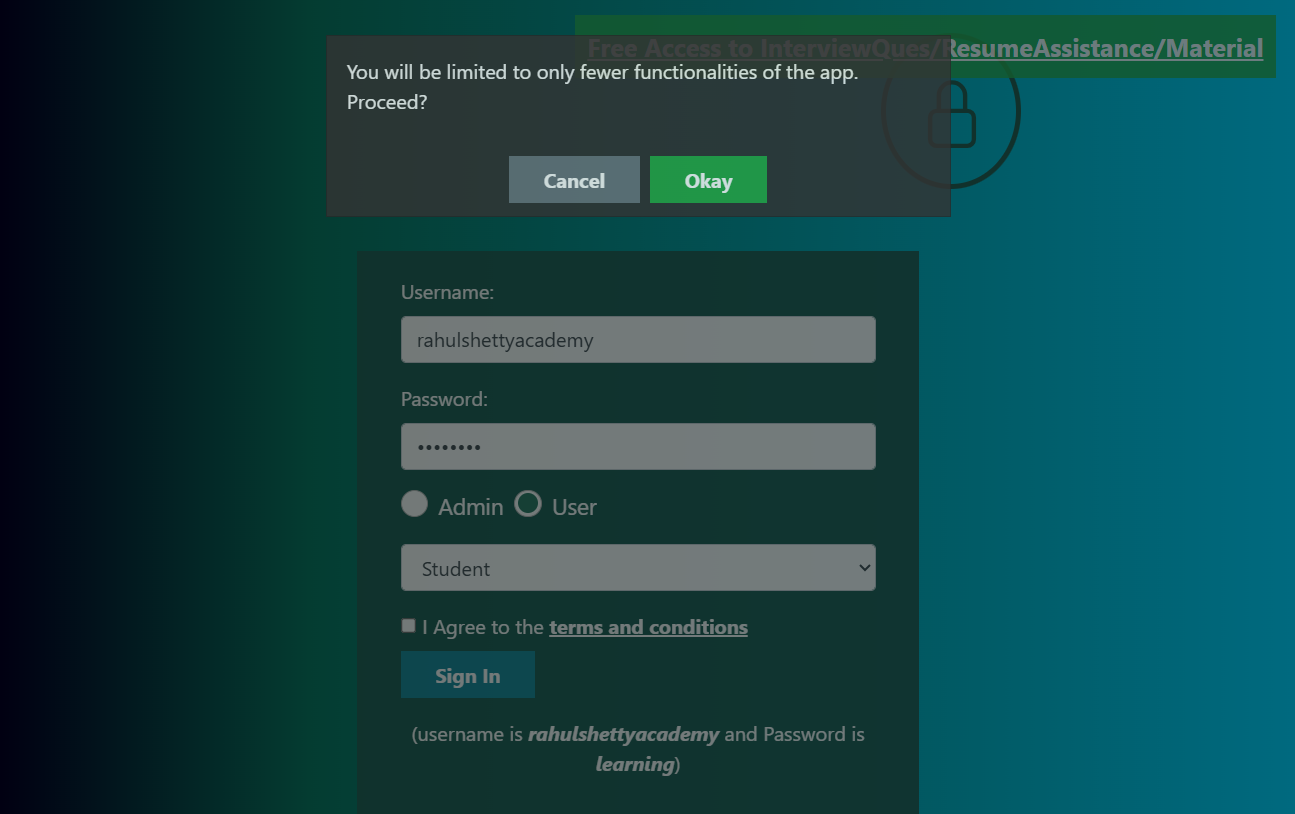 Free Access to InterviewQues/ResumeAssistance/Material
You will be limited to only fewer functionalities of the app.
Proceed?
Cancel Okay
Username:
rahulshettyacademy
Password:
••••••••
Admin User
Student
I Agree to the terms and conditions
Sign In
(username is rahulshettyacademy and Password is
learning)